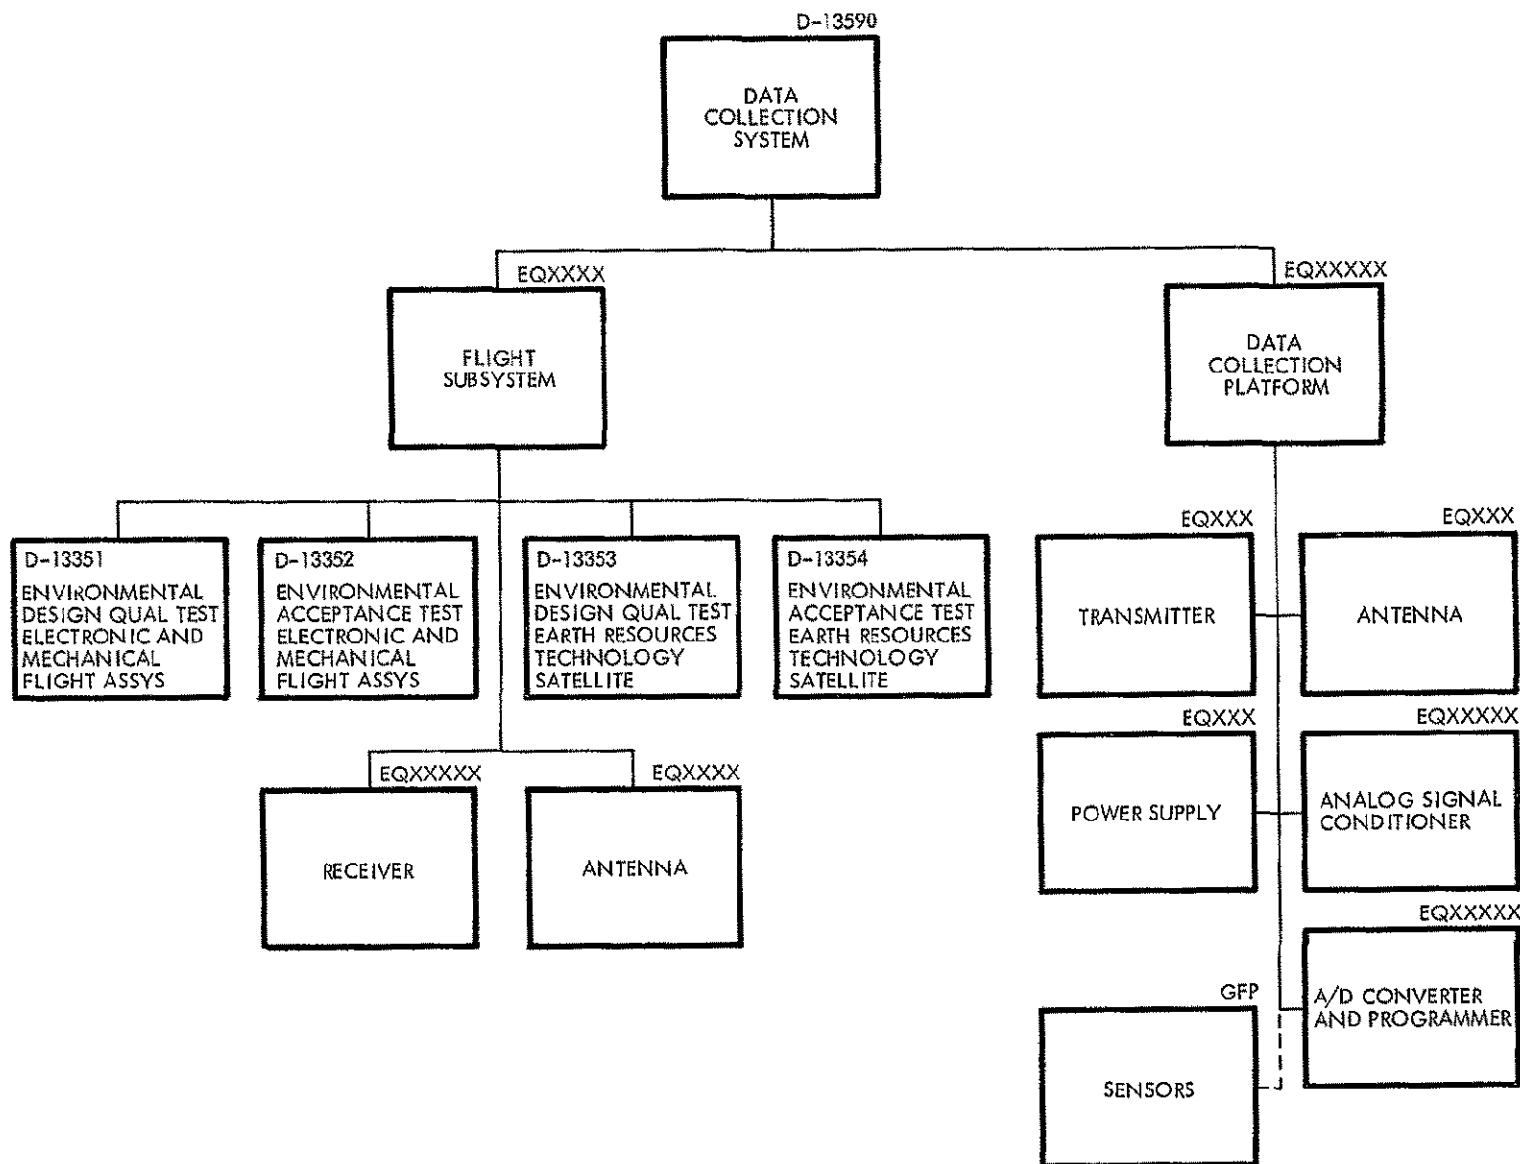 D-13590
DATA
COLLECTION
SYSTEM
EQXXXX
FLIGHT
SUBSYSTEM
EQXXXXX
DATA
COLLECTION
PLATFORM
D-13351
ENVIRONMENTAL
DESIGN QUAL TEST
ELECTRONIC AND
MECHANICAL
FLIGHT ASSYS
D-13352
ENVIRONMENTAL
ACCEPTANCE TEST
ELECTRONIC AND
MECHANICAL
FLIGHT ASSYS
D-13353
ENVIRONMENTAL
DESIGN QUAL TEST
EARTH RESOURCES
TECHNOLOGY
SATELLITE
D-13354
ENVIRONMENTAL
ACCEPTANCE TEST
EARTH RESOURCES
TECHNOLOGY
SATELLITE
EQXXXXX
RECEIVER
EQXXXX
ANTENNA
EQXXX
TRANSMITTER
EQXXX
ANTENNA
EQXXX
POWER SUPPLY
EQXXXXX
ANALOG SIGNAL
CONDITIONER
EQXXXXX
A/D CONVERTER
AND PROGRAMMER
GFP
SENSORS